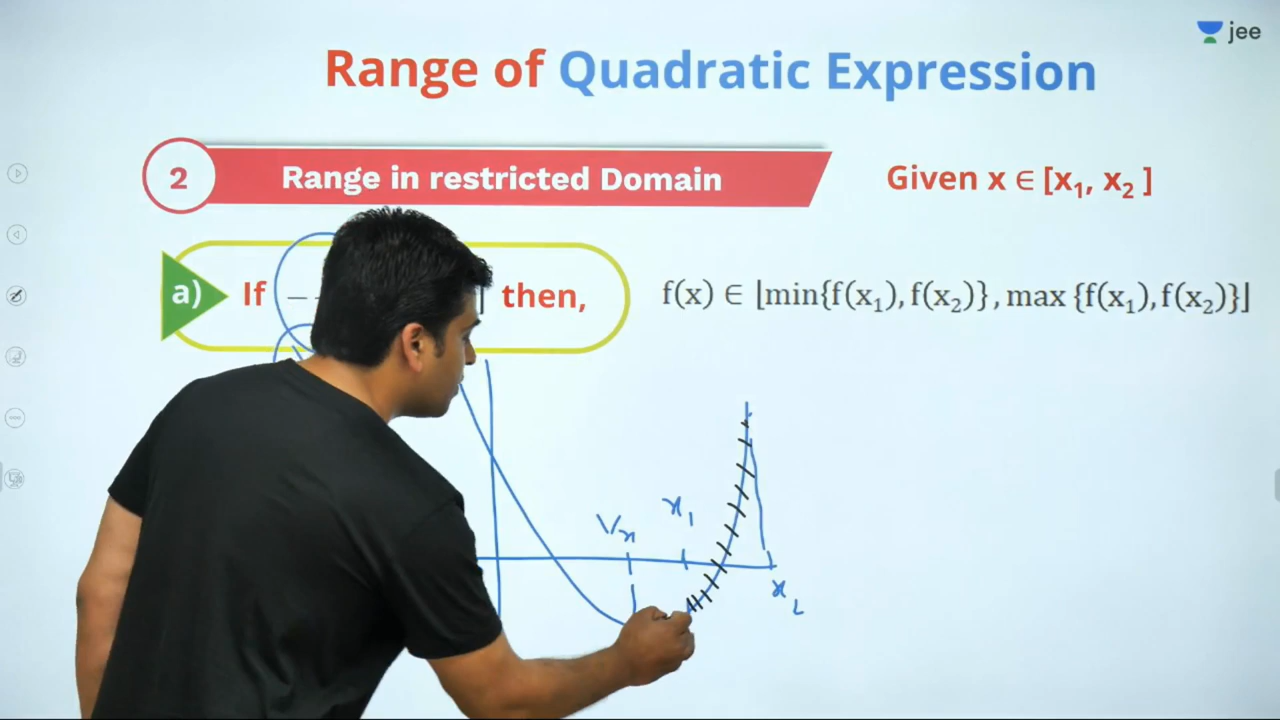 jee
Range of Quadratic Expression
2 Range in restricted Domain Given x ∈ [x₁, x₂ ]
a) If then, f(x) ∈ ⌊min{f(x₁), f(x₂)}, max {f(x₁), f(x₂)}⌋
x₁
Vx
x₂